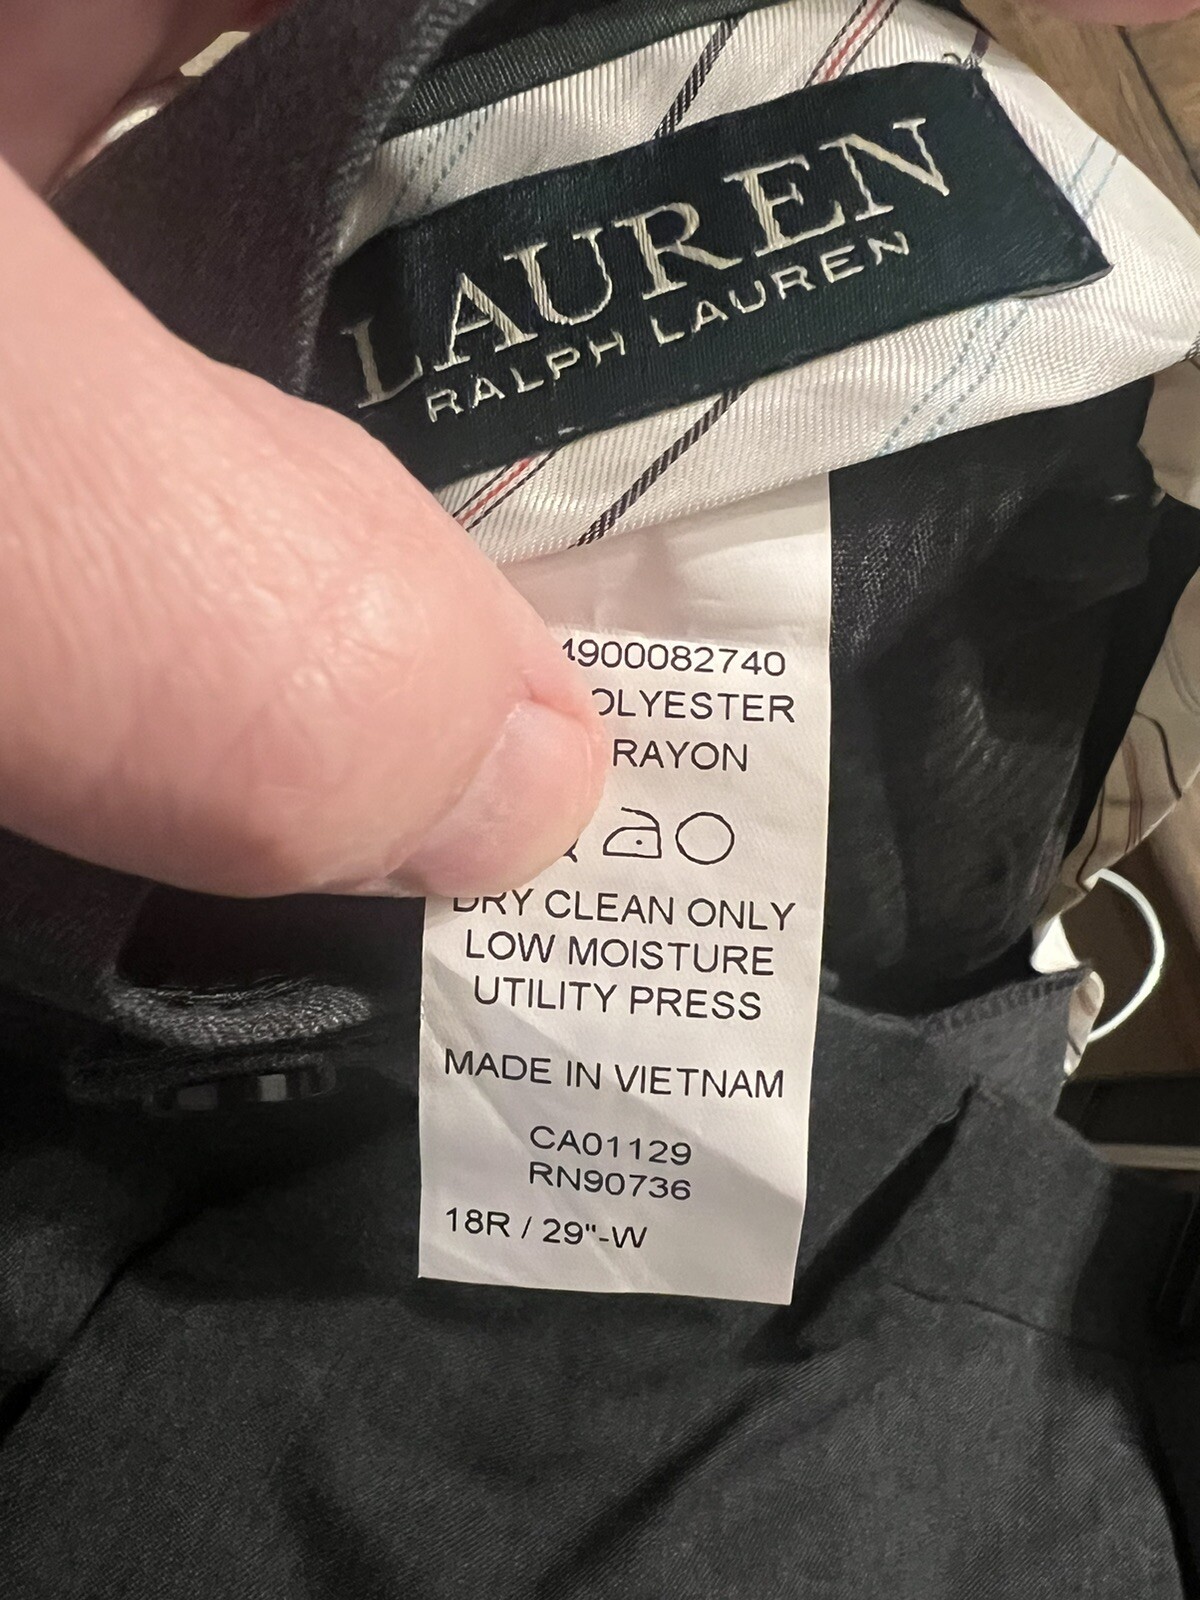 LAUREN
RALPH LAUREN
1900082740
OLYESTER
RAYON
DRY CLEAN ONLY
LOW MOISTURE
UTILITY PRESS
MADE IN VIETNAM
CA01129
RN90736
18R / 29"-W